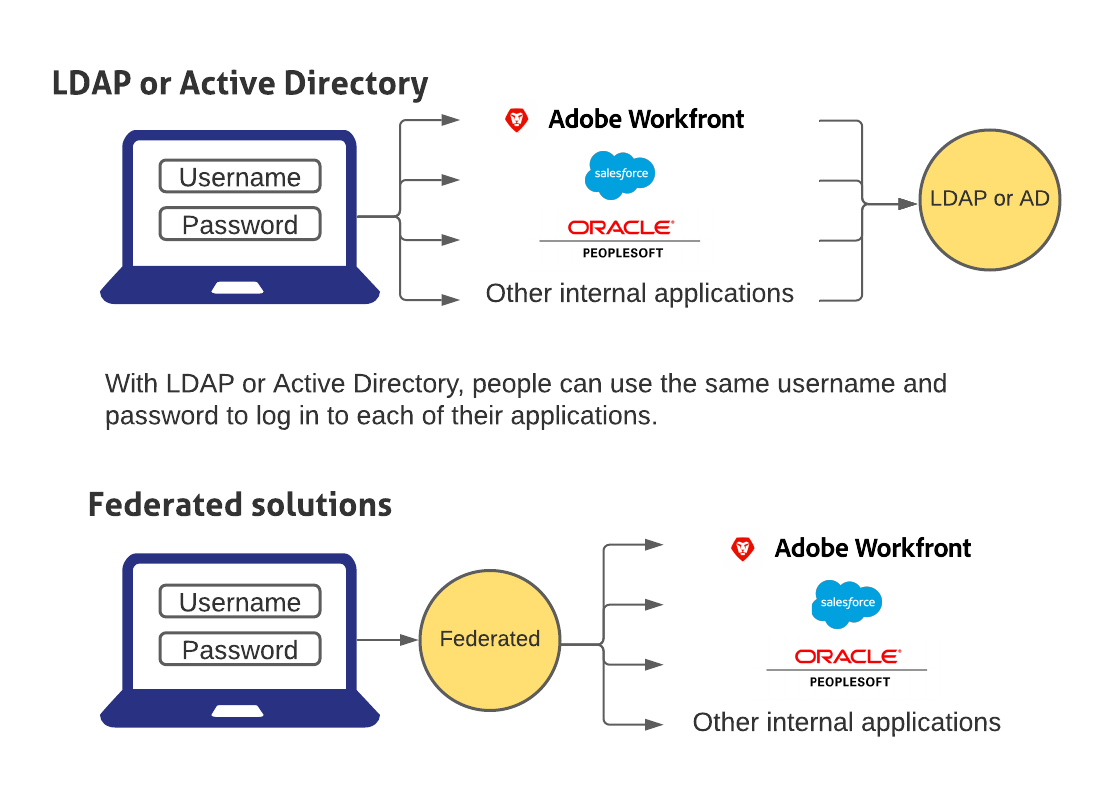 LDAP or Active Directory
Username
Password
Adobe Workfront
salesforce
ORACLE®
PEOPLESOFT
Other internal applications
LDAP or AD
With LDAP or Active Directory, people can use the same username and
password to log in to each of their applications.
Federated solutions
Username
Password
Federated
Adobe Workfront
salesforce
ORACLE®
PEOPLESOFT
Other internal applications